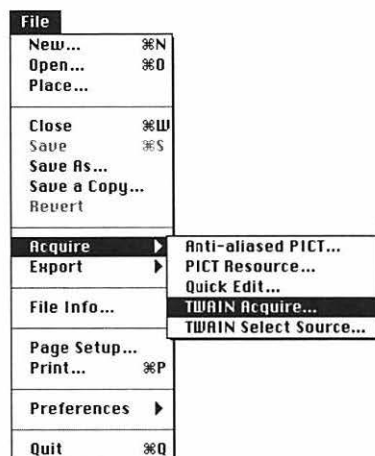 File
New... ⌘N
Open... ⌘O
Place...
Close ⌘W
Save ⌘S
Save As...
Save a Copy...
Revert
Acquire
Export
File Info...
Page Setup...
Print... ⌘P
Preferences
Quit ⌘Q
Anti-aliased PICT...
PICT Resource...
Quick Edit...
TWAIN Acquire...
TWAIN Select Source...